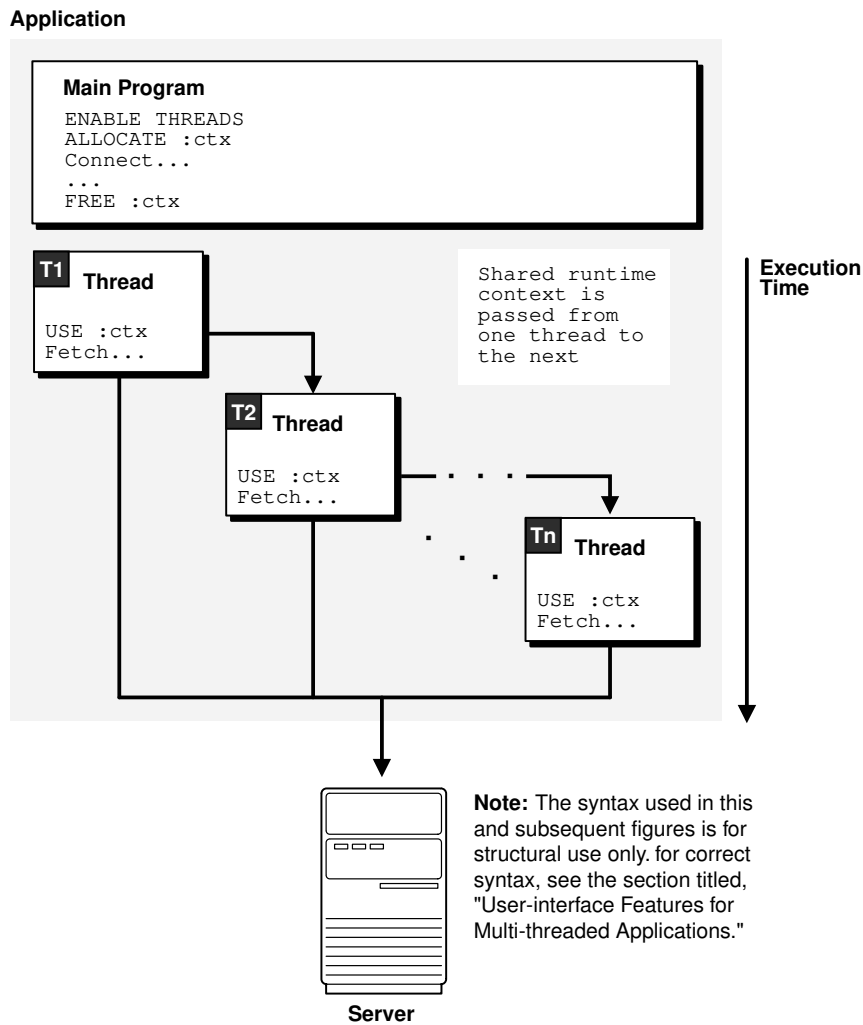 Application
Main Program
ENABLE THREADS
ALLOCATE :ctx
Connect...
...
FREE :ctx
T1
Thread
USE :ctx
Fetch...
Shared runtime
context is
passed from
one thread to
the next
Execution
Time
T2
Thread
USE :ctx
Fetch...
Tn
Thread
USE :ctx
Fetch...
Note: The syntax used in this
and subsequent figures is for
structural use only. for correct
syntax, see the section titled,
"User-interface Features for
Multi-threaded Applications."
Server